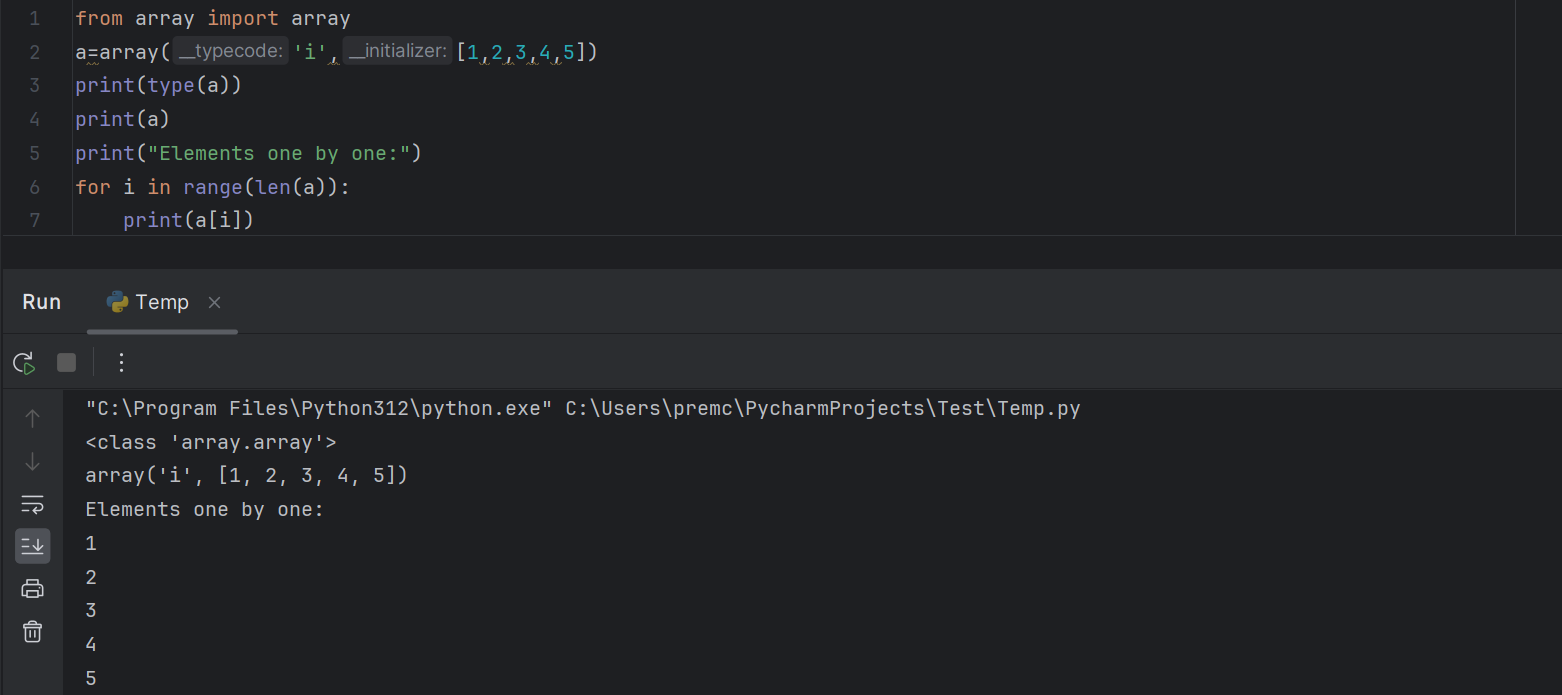 1 from array import array
2 a=array( __typecode: 'i', __initializer: [1,2,3,4,5])
3 print(type(a))
4 print(a)
5 print("Elements one by one:")
6 for i in range(len(a)):
7     print(a[i])
Run Temp
"C:\Program Files\Python312\python.exe" C:\Users\premc\PycharmProjects\Test\Temp.py
<class 'array.array'>
array('i', [1, 2, 3, 4, 5])
Elements one by one:
1
2
3
4
5